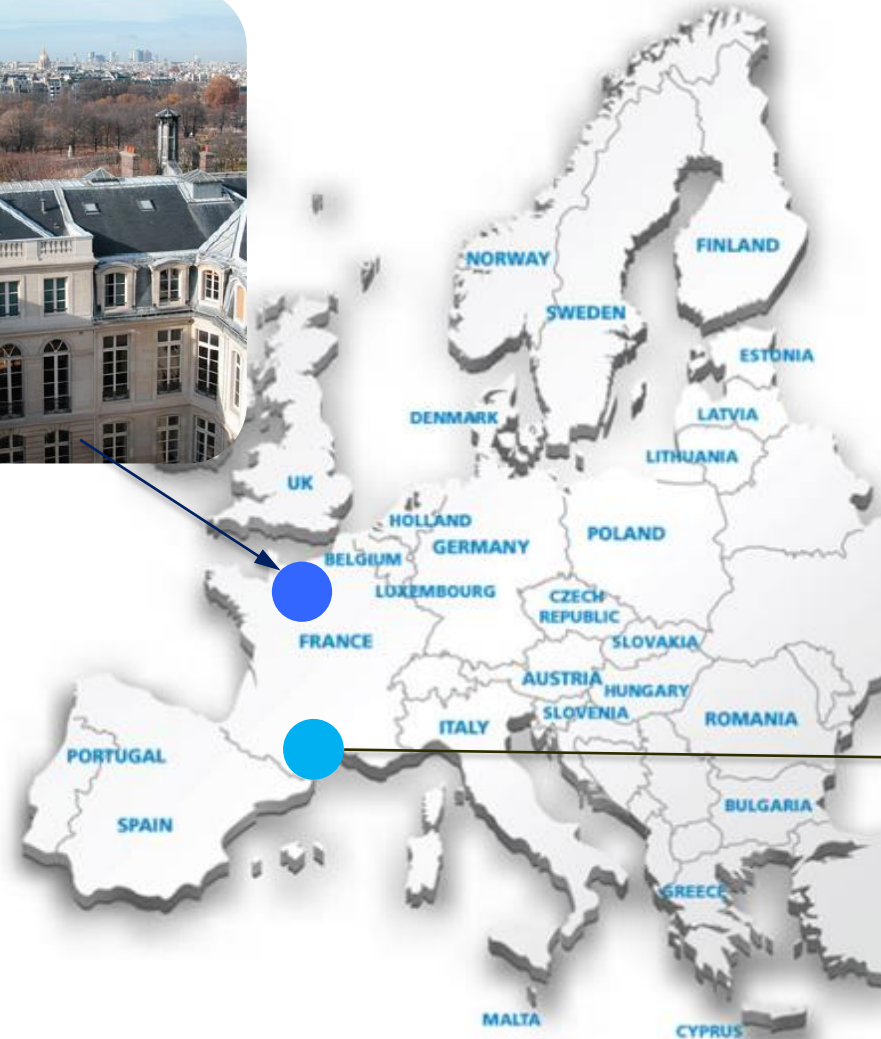 NORWAY
FINLAND
SWEDEN
ESTONIA
DENMARK
LATVIA
LITHUANIA
UK
HOLLAND
POLAND
BELGIUM
GERMANY
LUXEMBOURG
CZECH
REPUBLIC
FRANCE
SLOVAKIA
AUSTRIA
HUNGARY
SLOVENIA
ROMANIA
ITALY
PORTUGAL
BULGARIA
SPAIN
GREECE
MALTA
CYPRUS